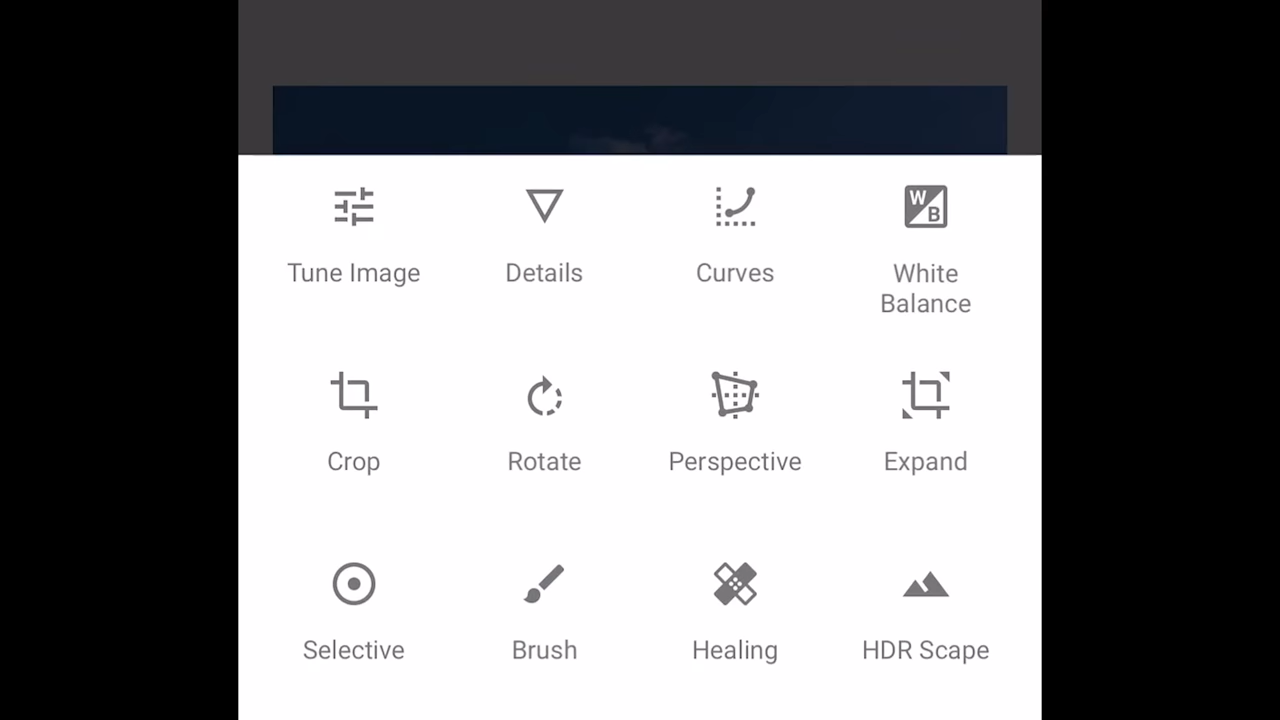 Tune Image
Details
Curves
W
B
White
Balance
Crop
Rotate
Perspective
Expand
Selective
Brush
Healing
HDR Scape